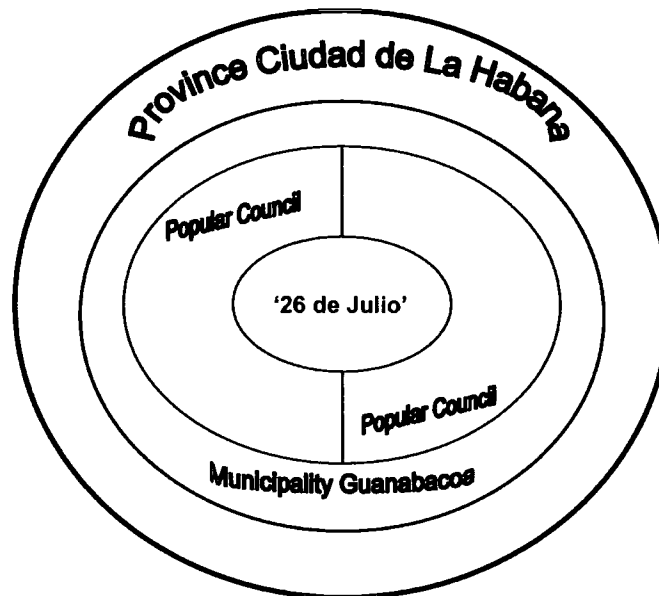 Province Ciudad de La Habana
Popular Council
‘26 de Julio’
Popular Council
Municipality Guanabacoa